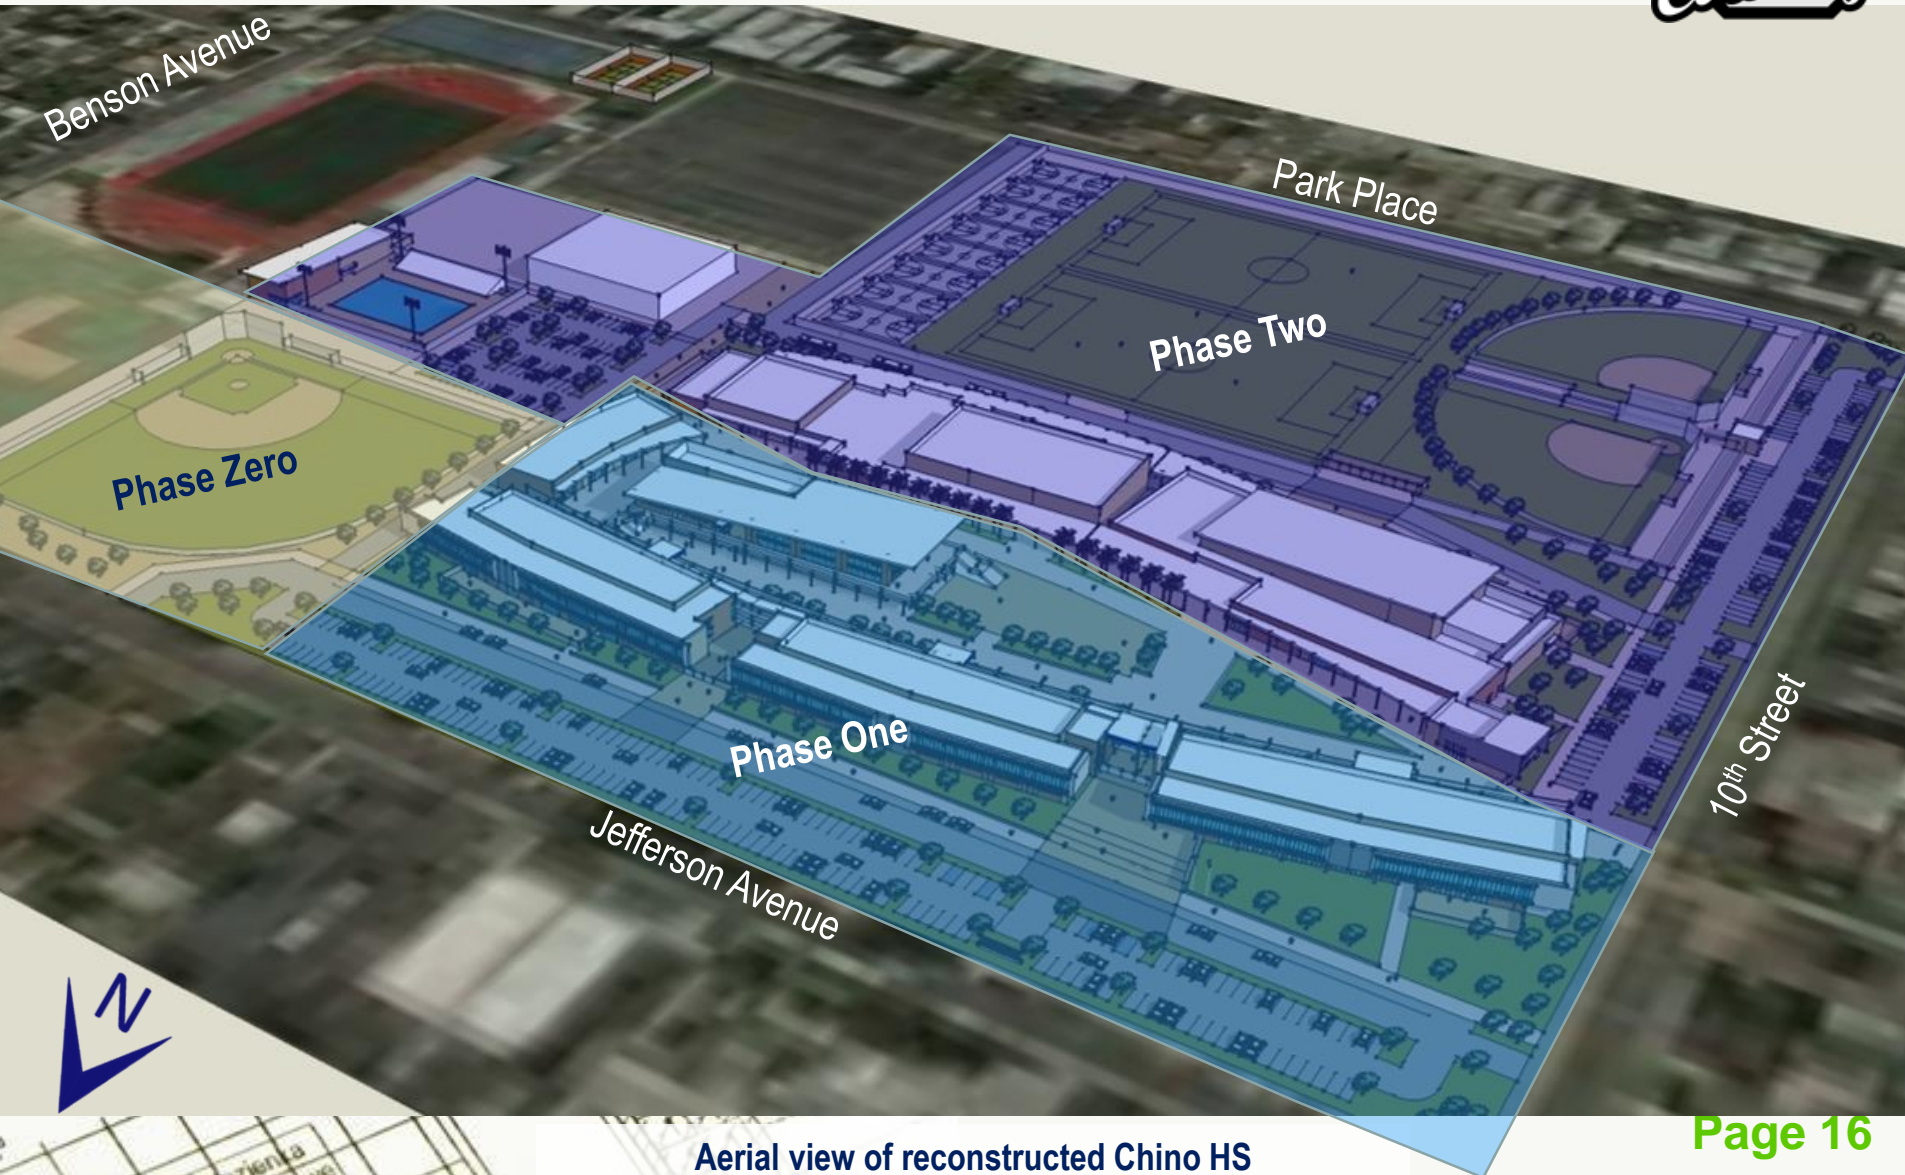 Benson Avenue
Park Place
Phase Two
Phase Zero
Phase One
10th Street
Jefferson Avenue
N
Aerial view of reconstructed Chino HS
Page 16